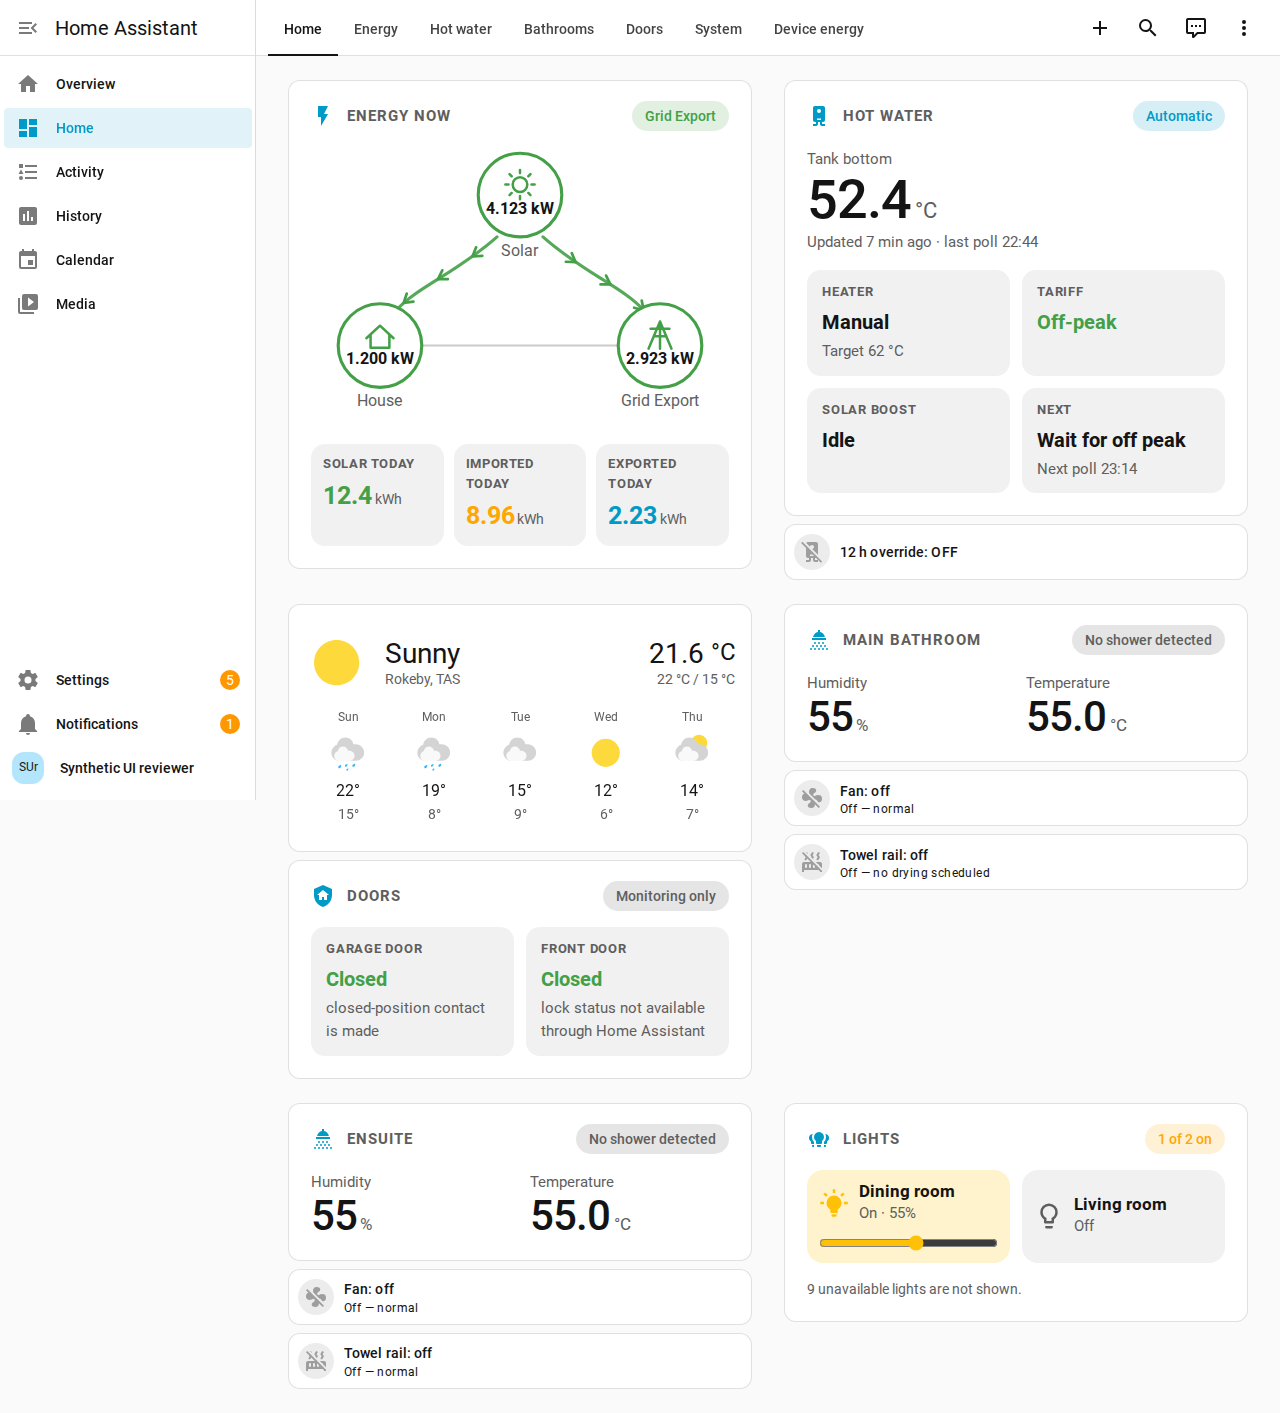 Home Assistant
Overview
Home
Activity
History
Calendar
Media
Settings
5
Notifications
1
SUr
Synthetic UI reviewer
Home
Energy
Hot water
Bathrooms
Doors
System
Device energy
ENERGY NOW
Grid Export
4.123 kW
Solar
1.200 kW
House
2.923 kW
Grid Export
SOLAR TODAY
12.4 kWh
IMPORTED
TODAY
8.96 kWh
EXPORTED
TODAY
2.23 kWh
HOT WATER
Automatic
Tank bottom
52.4 °C
Updated 7 min ago · last poll 22:44
HEATER
Manual
Target 62 °C
TARIFF
Off-peak
SOLAR BOOST
Idle
NEXT
Wait for off peak
Next poll 23:14
12 h override: OFF
Sunny
Rokeby, TAS
21.6 °C
22 °C / 15 °C
Sun
Mon
Tue
Wed
Thu
22°
19°
15°
12°
14°
15°
8°
9°
6°
7°
MAIN BATHROOM
No shower detected
Humidity
55 %
Temperature
55.0 °C
Fan: off
Off – normal
Towel rail: off
Off – no drying scheduled
DOORS
Monitoring only
GARAGE DOOR
Closed
closed-position contact
is made
FRONT DOOR
Closed
lock status not available
through Home Assistant
ENSUITE
No shower detected
Humidity
55 %
Temperature
55.0 °C
Fan: off
Off – normal
Towel rail: off
Off – normal
LIGHTS
1 of 2 on
Dining room
On · 55%
Living room
Off
9 unavailable lights are not shown.